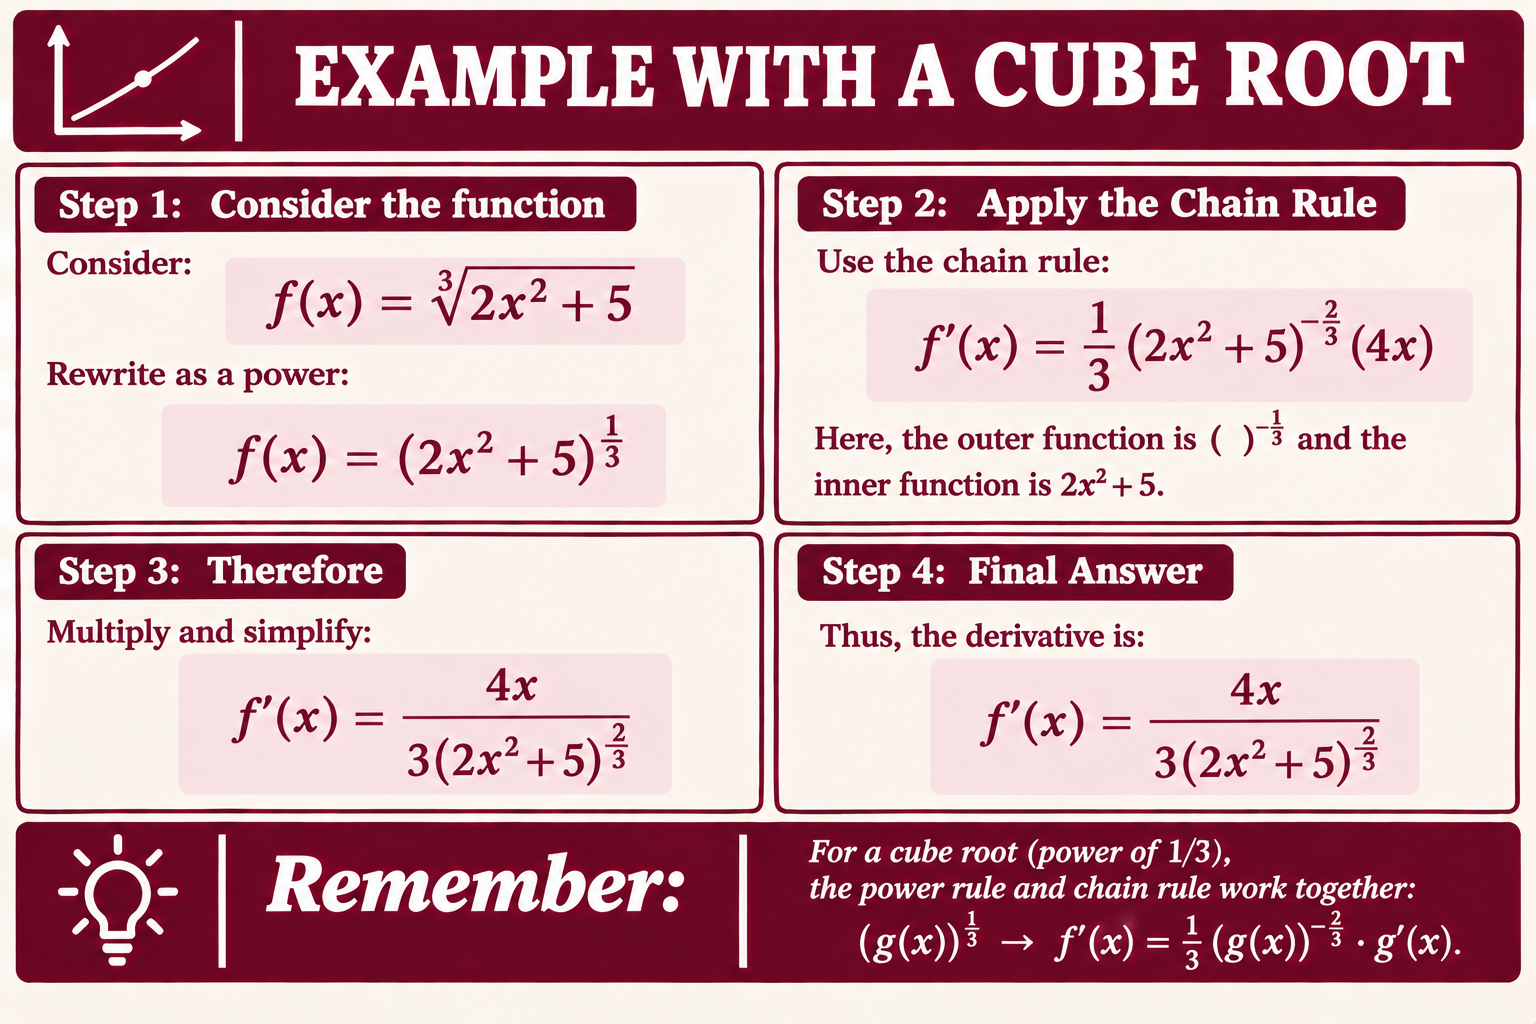 EXAMPLE WITH A CUBE ROOT
Step 1: Consider the function
Consider:
f(x) = ∛(2x² + 5)
Rewrite as a power:
f(x) = (2x² + 5)^(1/3)
Step 2: Apply the Chain Rule
Use the chain rule:
f′(x) = 1/3 (2x² + 5)^(-2/3) (4x)
Here, the outer function is ( )^(-1/3) and the
inner function is 2x² + 5.
Step 3: Therefore
Multiply and simplify:
f′(x) = 4x / 3(2x² + 5)^(2/3)
Step 4: Final Answer
Thus, the derivative is:
f′(x) = 4x / 3(2x² + 5)^(2/3)
Remember:
For a cube root (power of 1/3),
the power rule and chain rule work together:
(g(x))^(1/3) → f′(x) = 1/3 (g(x))^(-2/3) · g′(x).